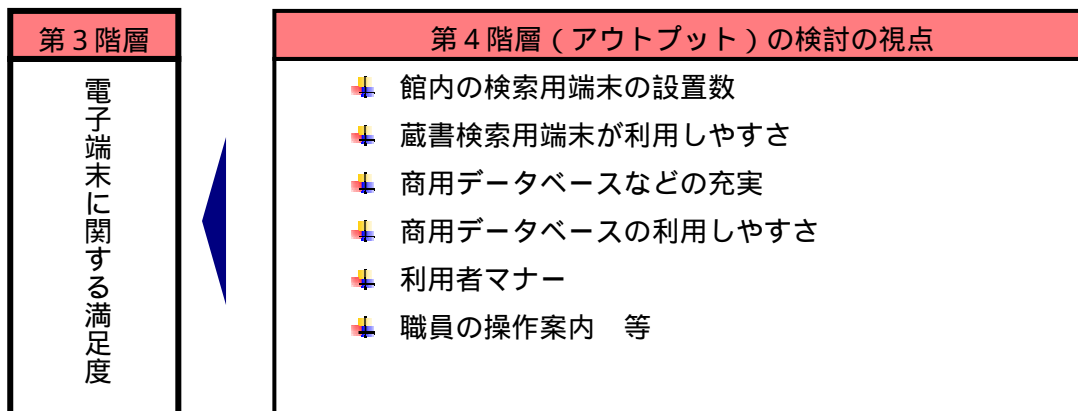 第３階層
電子端末に関する満足度
第４階層（アウトプット）の検討の視点
館内の検索用端末の設置数
蔵書検索用端末が利用しやすさ
商用データベースなどの充実
商用データベースの利用しやすさ
利用者マナー
職員の操作案内　等